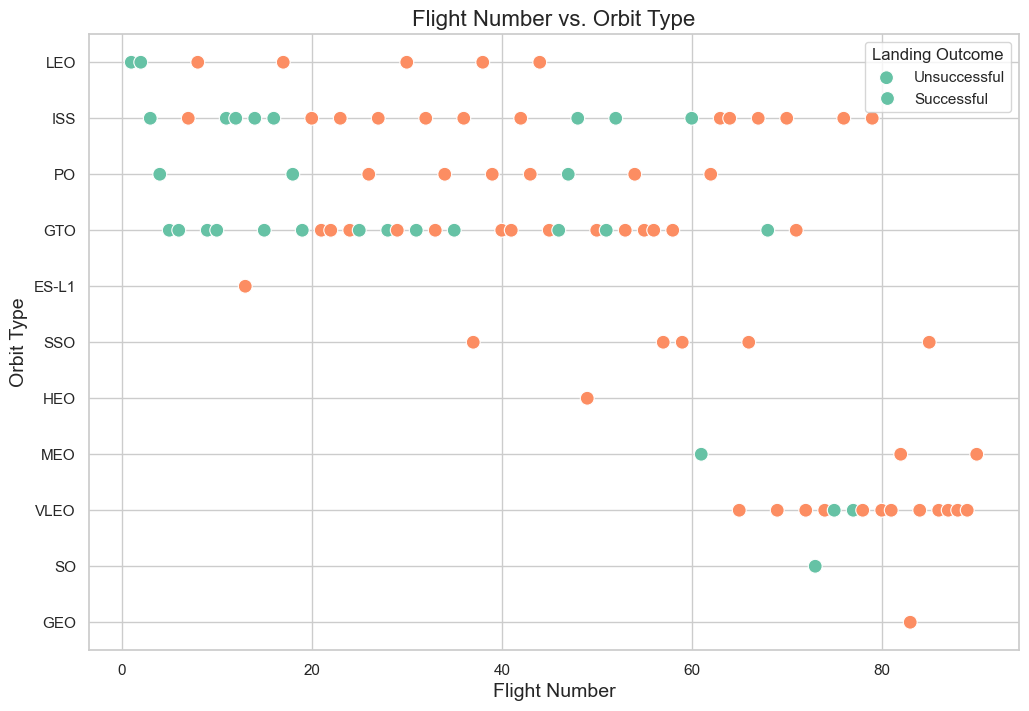 Flight Number vs. Orbit Type
Landing Outcome
Unsuccessful
Successful
Orbit Type
LEO
ISS
PO
GTO
ES-L1
SSO
HEO
MEO
VLEO
SO
GEO
0 20 40 60 80
Flight Number